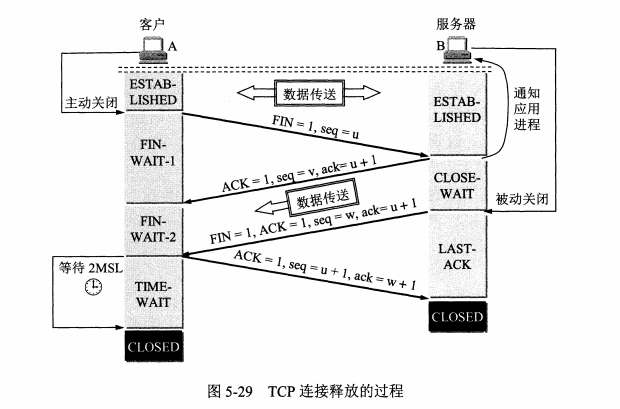 客户
服务器
A
B
ESTAB-
LISHED
主动关闭
数据传送
ESTAB-
LISHED
通知
应用
进程
FIN = 1, seq = u
FIN-
WAIT-1
ACK = 1, seq = v, ack= u + 1
CLOSE-
WAIT
数据传送
被动关闭
FIN = 1, ACK = 1, seq = w, ack= u + 1
FIN-
WAIT-2
LAST-
ACK
等待 2MSL
ACK = 1, seq = u + 1, ack = w + 1
TIME-
WAIT
CLOSED
CLOSED
图 5-29 TCP 连接释放的过程